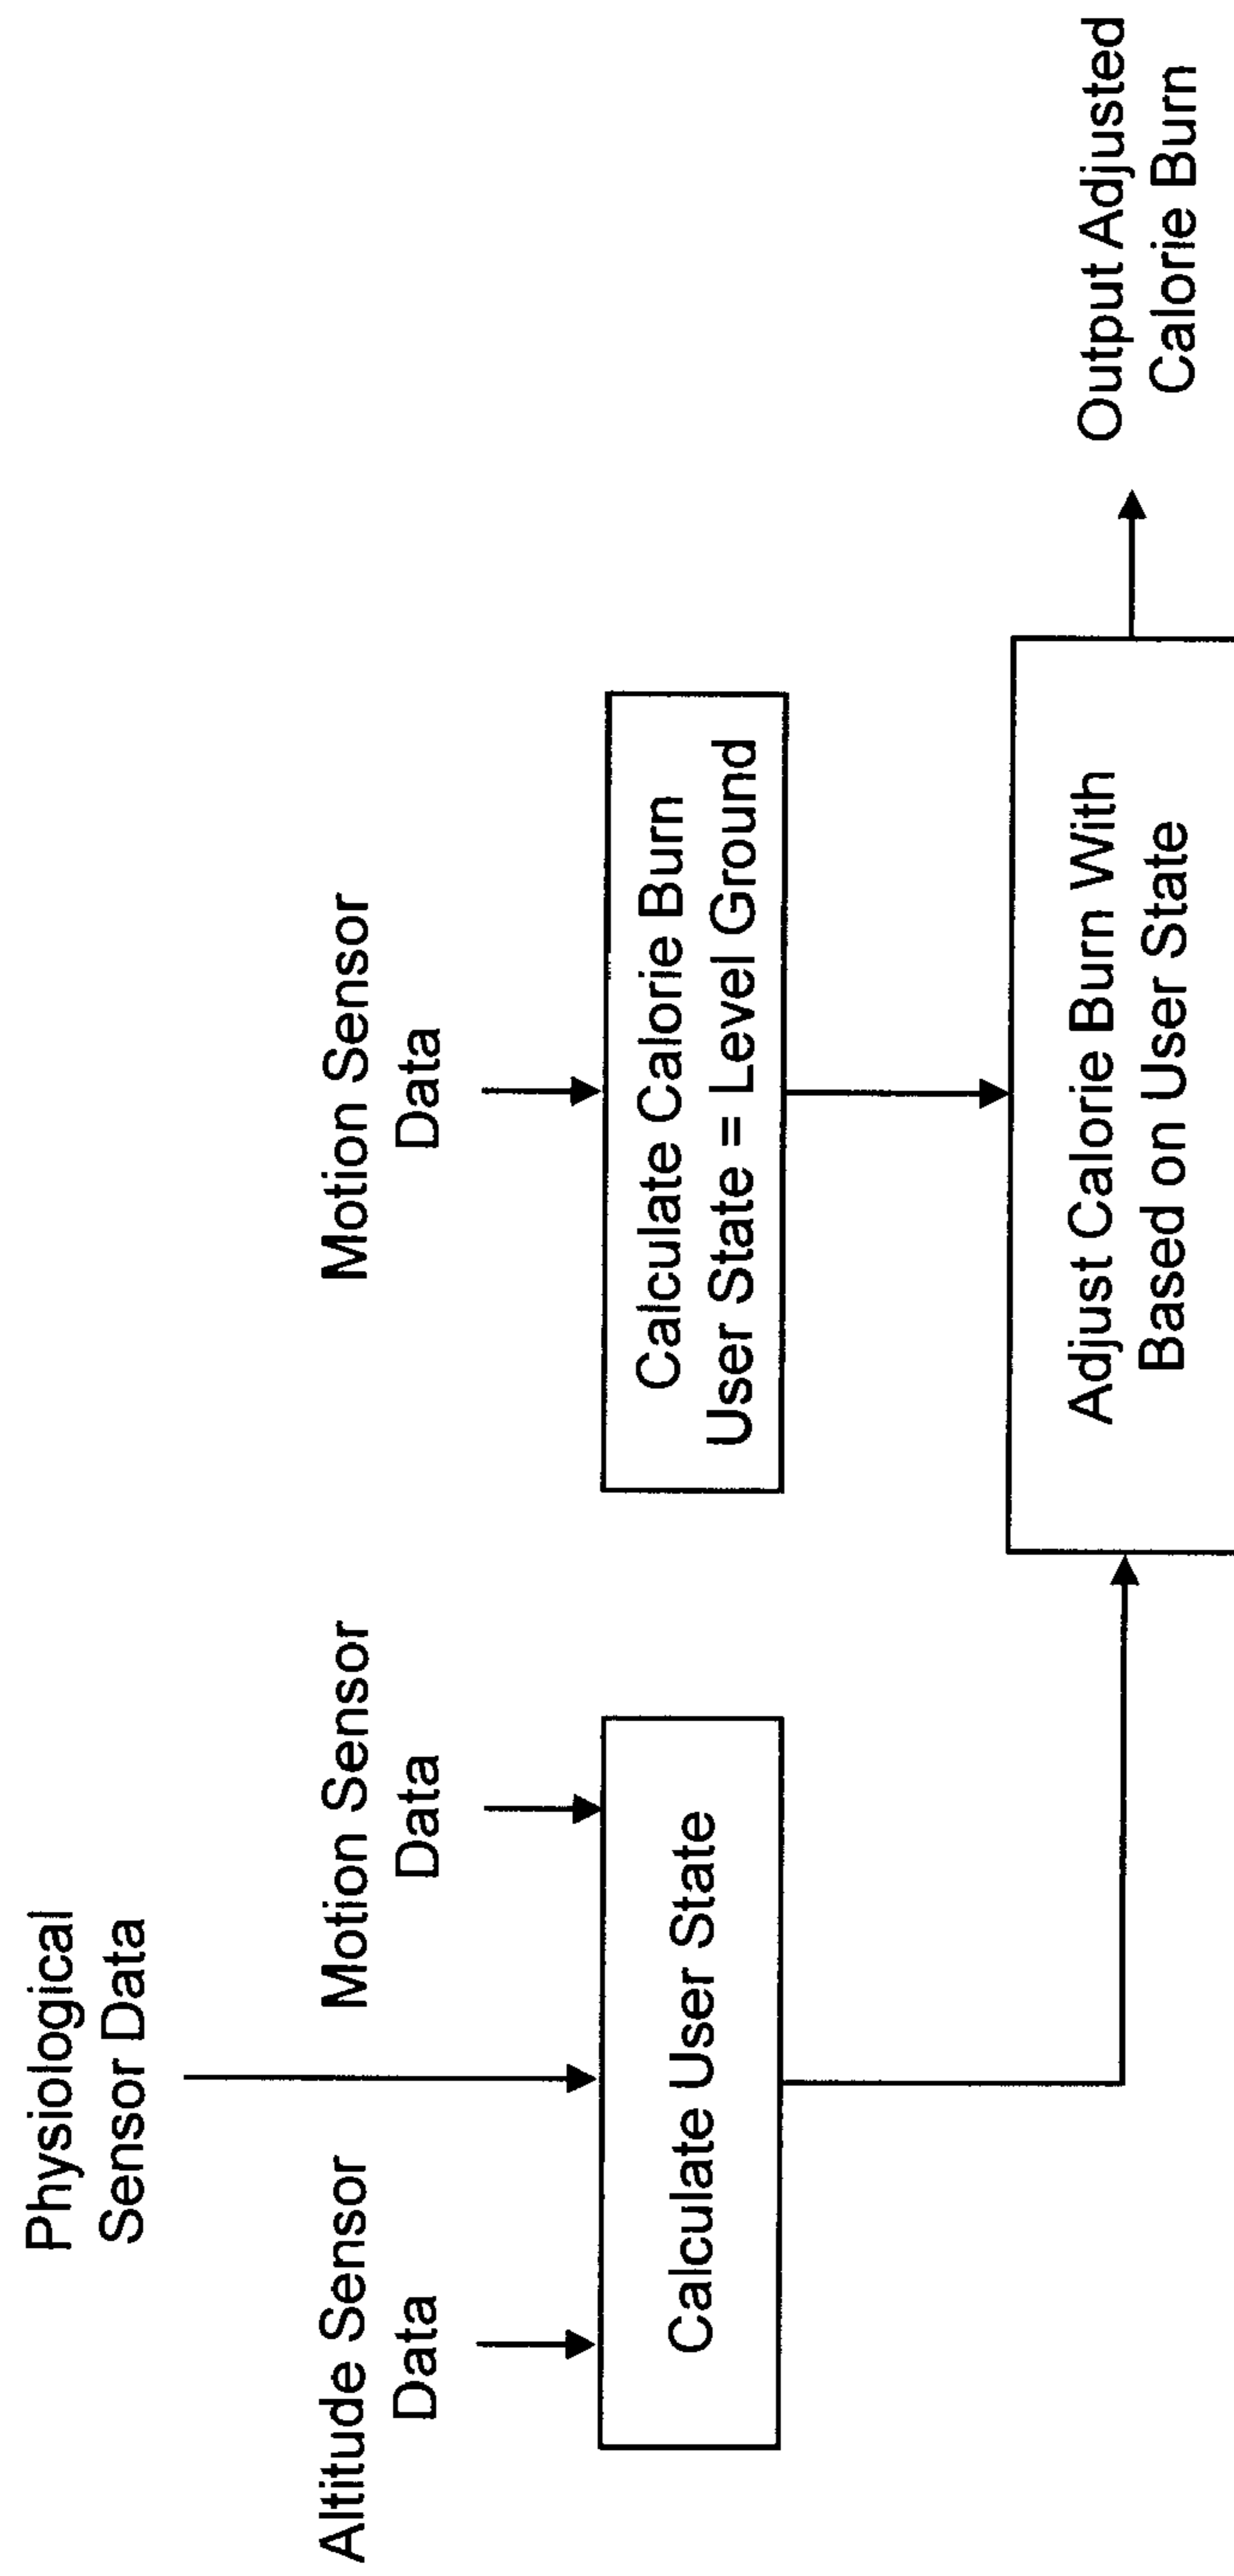 Physiological
Sensor Data
Altitude Sensor
Data
Motion Sensor
Data
Motion Sensor
Data
Calculate User State
Calculate Calorie Burn
User State = Level Ground
Adjust Calorie Burn With
Based on User State
Output Adjusted
Calorie Burn